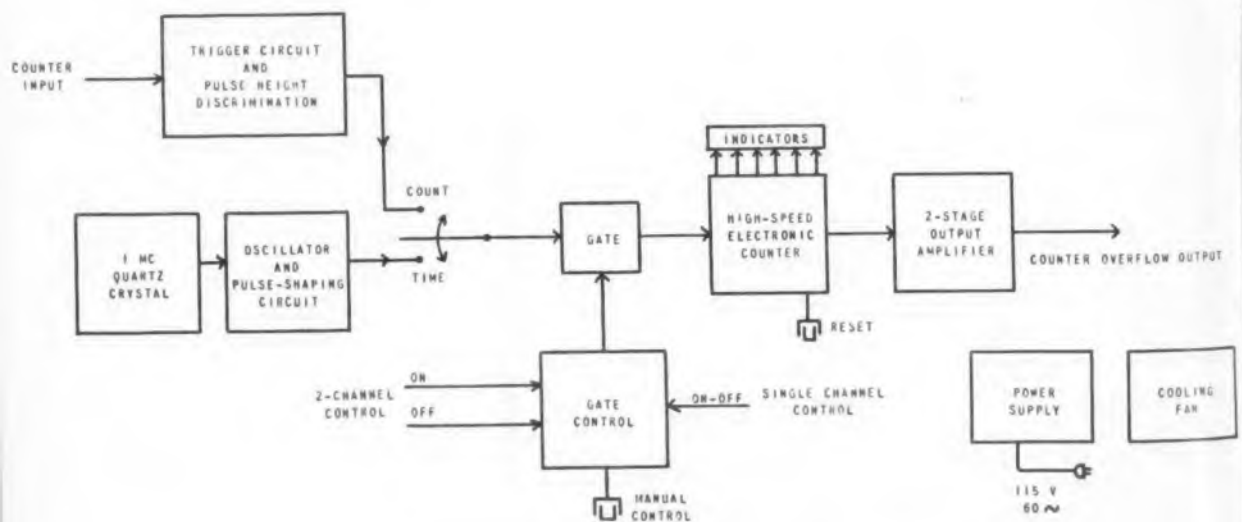 COUNTER
INPUT
TRIGGER CIRCUIT
AND
PULSE HEIGHT
DISCRIMINATION
COUNT
TIME
1 MC
QUARTZ
CRYSTAL
OSCILLATOR
AND
PULSE-SHAPING
CIRCUIT
GATE
INDICATORS
HIGH-SPEED
ELECTRONIC
COUNTER
RESET
2-STAGE
OUTPUT
AMPLIFIER
COUNTER OVERFLOW OUTPUT
2-CHANNEL
CONTROL
ON
OFF
GATE
CONTROL
ON-OFF
SINGLE CHANNEL
CONTROL
MANUAL
CONTROL
POWER
SUPPLY
115 V
60 ~
COOLING
FAN